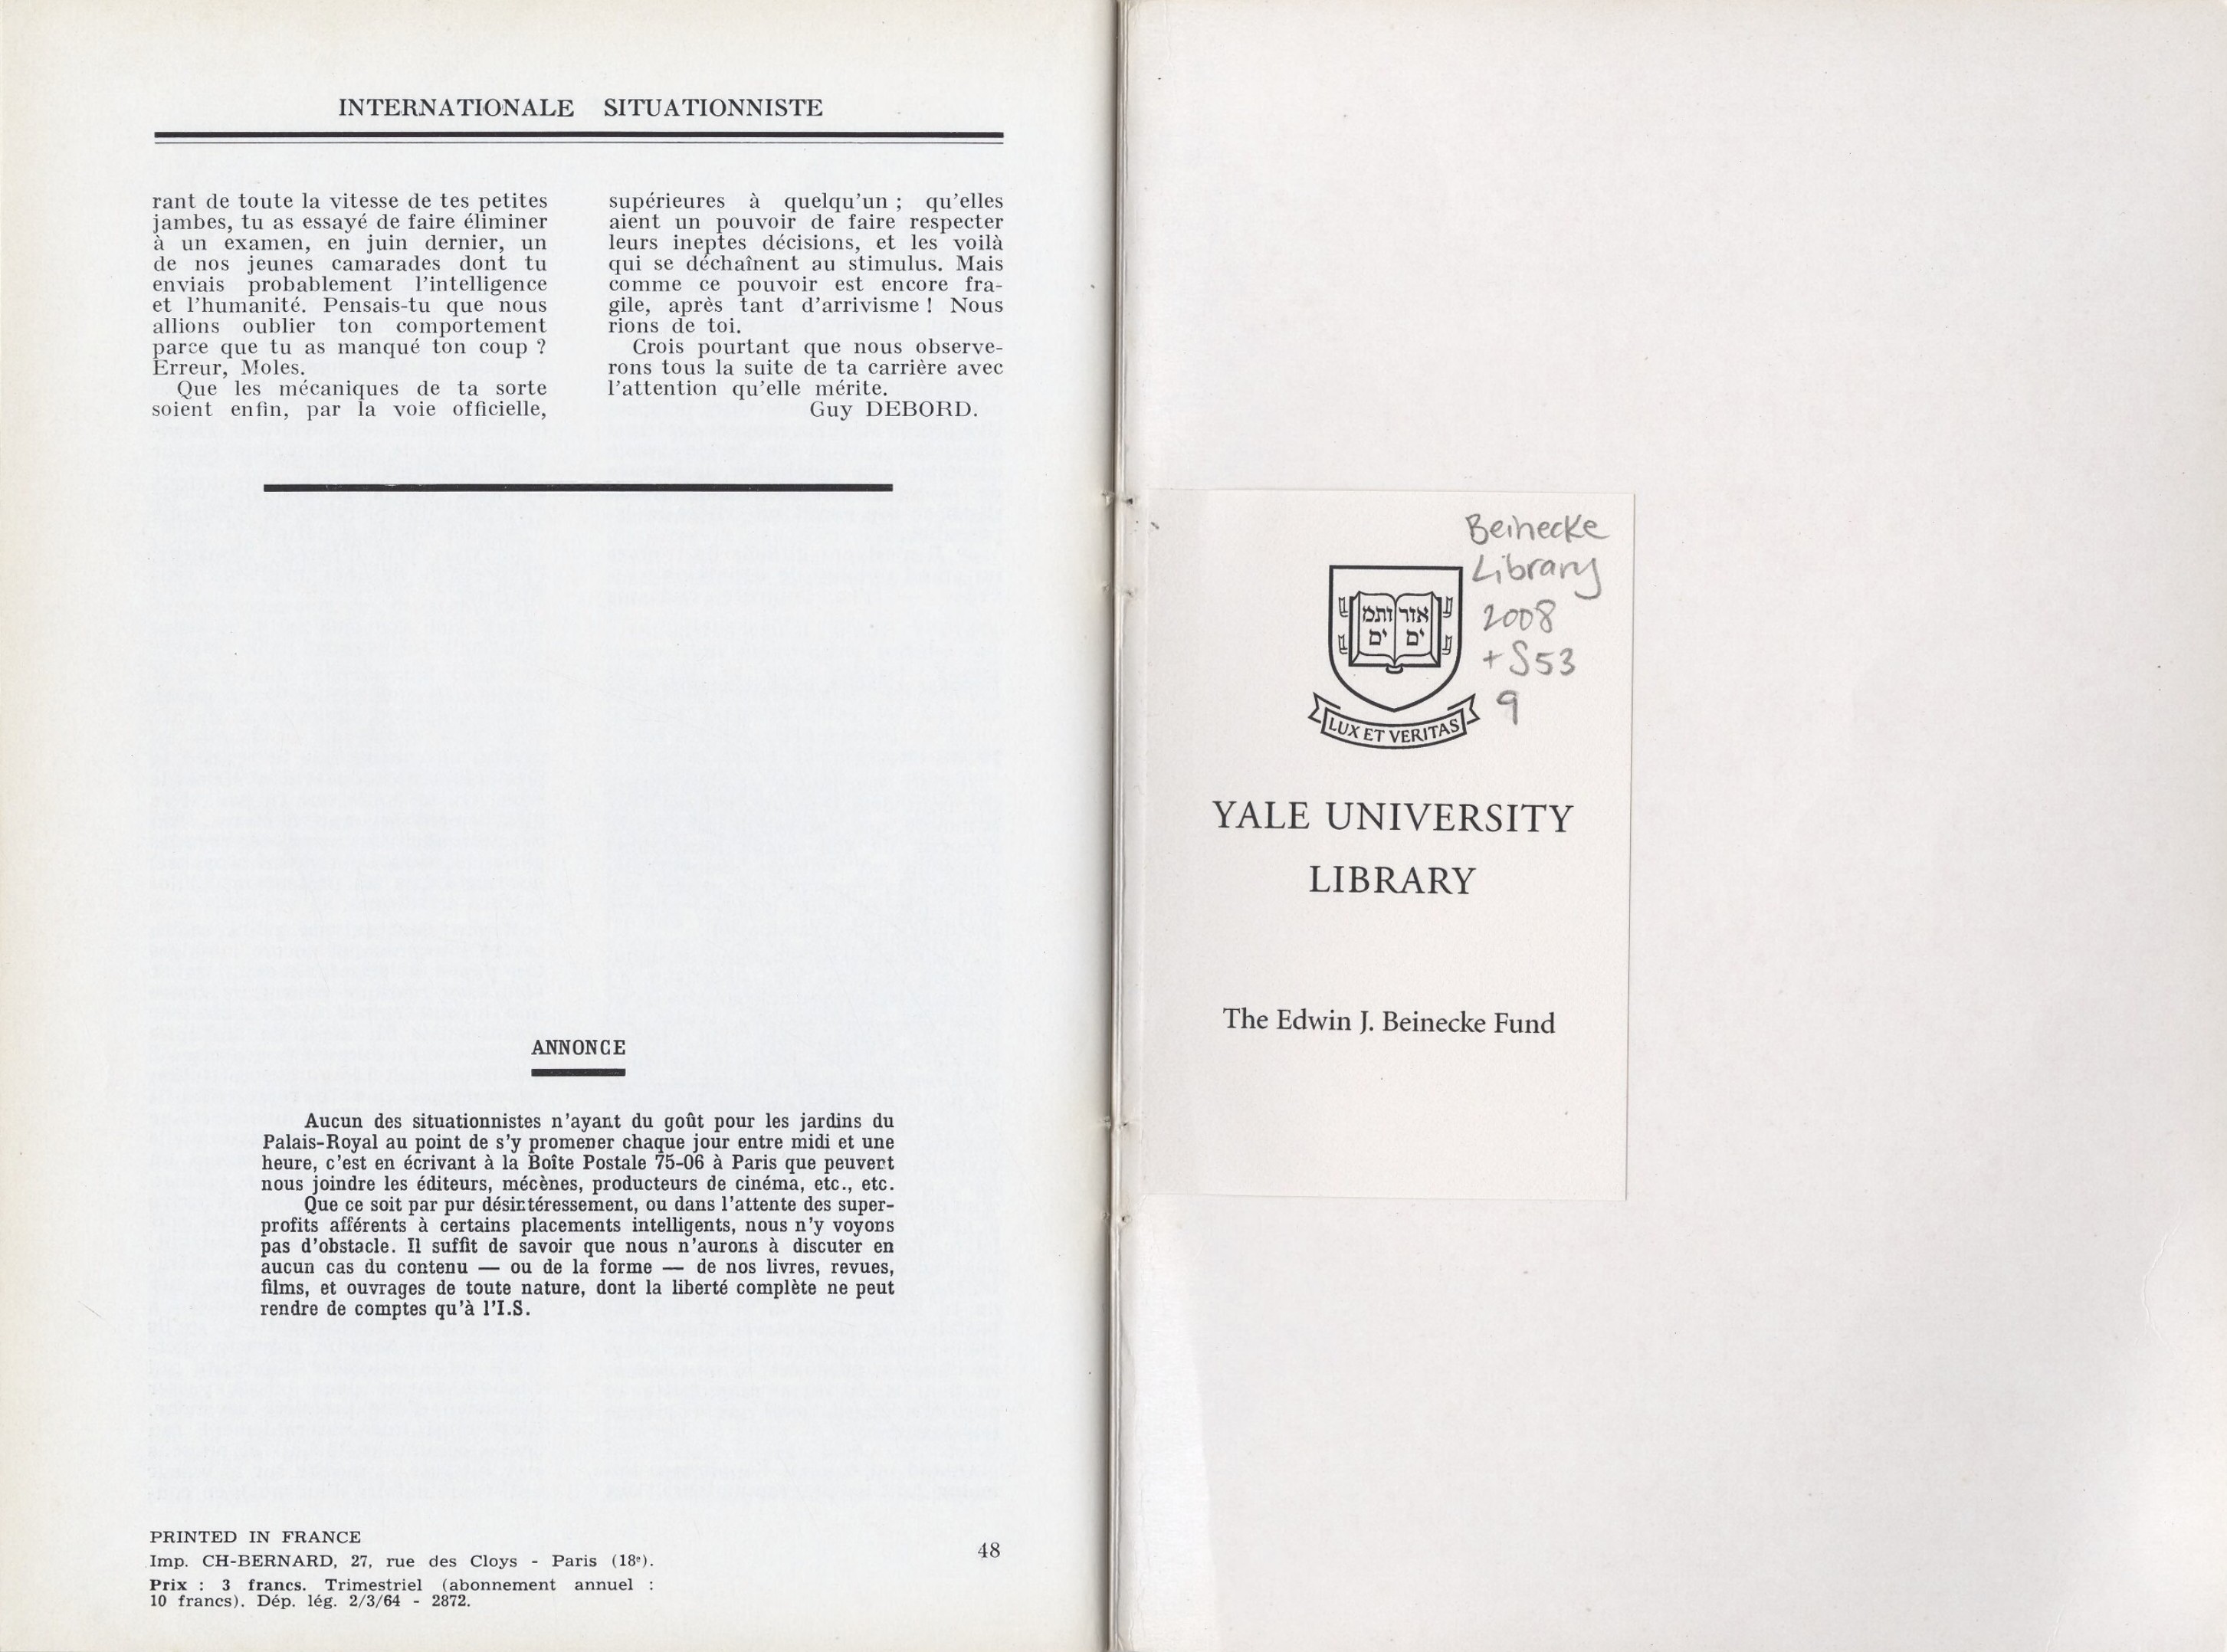 INTERNATIONALE SITUATIONNISTE
rant de toute la vitesse de tes petites
jambes, tu as essayé de faire éliminer
à un examen, en juin dernier, un
de nos jeunes camarades dont tu
enviais probablement l'intelligence
et l'humanité. Pensais-tu que nous
allions oublier ton comportement
parce que tu as manqué ton coup ?
Erreur, Moles.
Que les mécaniques de ta sorte
soient enfin, par la voie officielle,
supérieures à quelqu'un ; qu'elles
aient un pouvoir de faire respecter
leurs ineptes décisions, et les voilà
qui se déchaînent au stimulus. Mais
comme ce pouvoir est encore fra-
gile, après tant d'arrivisme ! Nous
rions de toi.
Crois pourtant que nous observe-
rons tous la suite de ta carrière avec
l'attention qu'elle mérite.
Guy DEBORD.
ANNONCE
Aucun des situationnistes n'ayant du goût pour les jardins du
Palais-Royal au point de s'y promener chaque jour entre midi et une
heure, c'est en écrivant à la Boîte Postale 75-06 à Paris que peuvent
nous joindre les éditeurs, mécènes, producteurs de cinéma, etc., etc.
Que ce soit par pur désintéressement, ou dans l'attente des super-
profits afférents à certains placements intelligents, nous n'y voyons
pas d'obstacle. Il suffit de savoir que nous n'aurons à discuter en
aucun cas du contenu — ou de la forme — de nos livres, revues,
films, et ouvrages de toute nature, dont la liberté complète ne peut
rendre de comptes qu'à l'I.S.
PRINTED IN FRANCE
Imp. CH-BERNARD, 27, rue des Cloys - Paris (18e).
Prix : 3 francs. Trimestriel (abonnement annuel :
10 francs). Dép. lég. 2/3/64 - 2872.
48
Beinecke
Library
2008
+S53
9
אור ותמ
ים ים
LUX ET VERITAS
YALE UNIVERSITY
LIBRARY
The Edwin J. Beinecke Fund